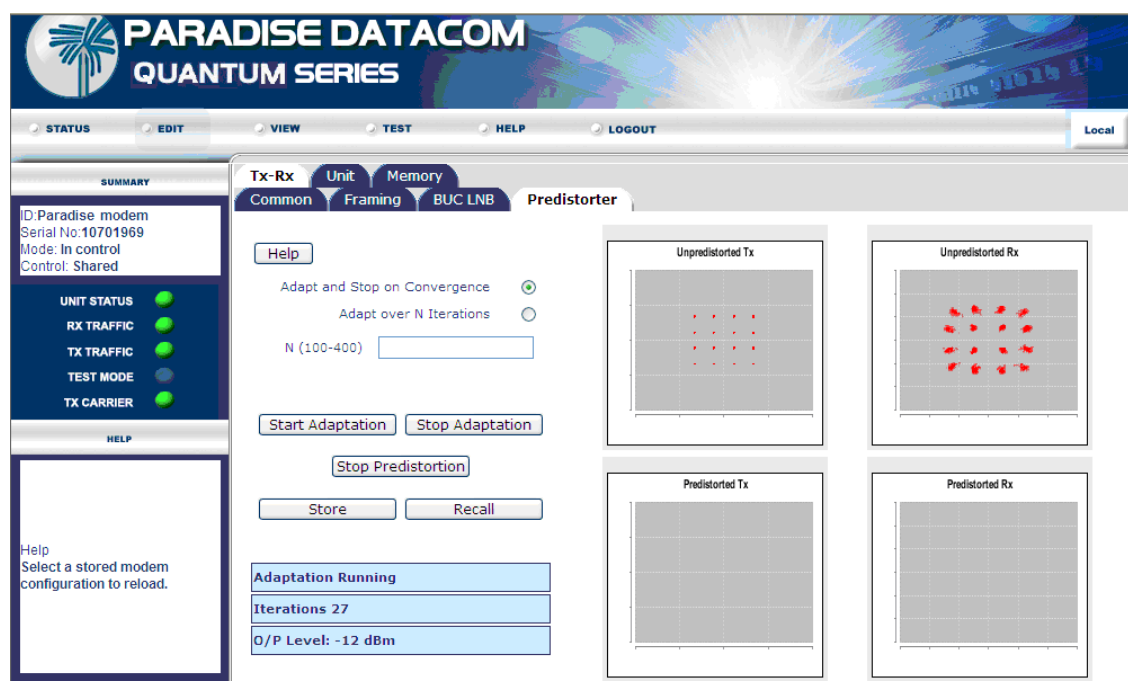 PARADISE DATACOM
QUANTUM SERIES
STATUS
EDIT
VIEW
TEST
HELP
LOGOUT
Local
SUMMARY
ID:Paradise modem
Serial No:10701969
Mode: In control
Control: Shared
UNIT STATUS
RX TRAFFIC
TX TRAFFIC
TEST MODE
TX CARRIER
HELP
Help
Select a stored modem
configuration to reload.
Tx-Rx
Unit
Memory
Common
Framing
BUC LNB
Predistorter
Help
Adapt and Stop on Convergence
Adapt over N Iterations
N (100-400)
Start Adaptation
Stop Adaptation
Stop Predistortion
Store
Recall
Adaptation Running
Iterations 27
O/P Level: -12 dBm
Unpredistorted Tx
Unpredistorted Rx
Predistorted Tx
Predistorted Rx